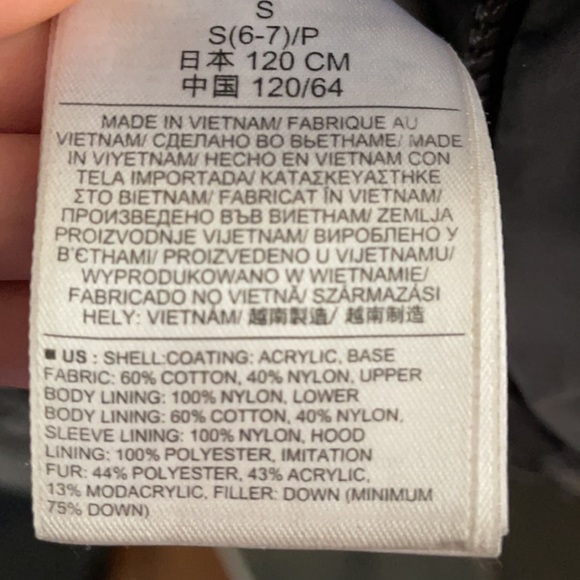 S
S(6-7)/P
日本 120 CM
中国 120/64
MADE IN VIETNAM/ FABRIQUE AU
VIETNAM/ СДЕЛАНО ВО ВЬЕТНАМЕ/ MADE
IN VIYETNAM/ HECHO EN VIETNAM CON
TELA IMPORTADA/ ΚΑΤΑΣΚΕΥΑΣΤΗΚΕ
ΣΤΟ ΒΙΕΤΝΑΜ/ FABRICAT ÎN VIETNAM/
ПРОИЗВЕДЕНО ВЪВ ВИЕТНАМ/ ZEMLJA
PROIZVODNJE VIJETNAM/ ВИРОБЛЕНО У
В'ЄТНАМІ/ PROIZVEDENO U VIJETNAMU/
WYPRODUKOWANO W WIETNAMIE/
FABRICADO NO VIETNÃ/ SZÁRMAZÁSI
HELY: VIETNÁM/ 越南製造/ 越南制造
■ US : SHELL:COATING: ACRYLIC, BASE
FABRIC: 60% COTTON, 40% NYLON, UPPER
BODY LINING: 100% NYLON, LOWER
BODY LINING: 60% COTTON, 40% NYLON,
SLEEVE LINING: 100% NYLON, HOOD
LINING: 100% POLYESTER, IMITATION
FUR: 44% POLYESTER, 43% ACRYLIC,
13% MODACRYLIC, FILLER: DOWN (MINIMUM
75% DOWN)